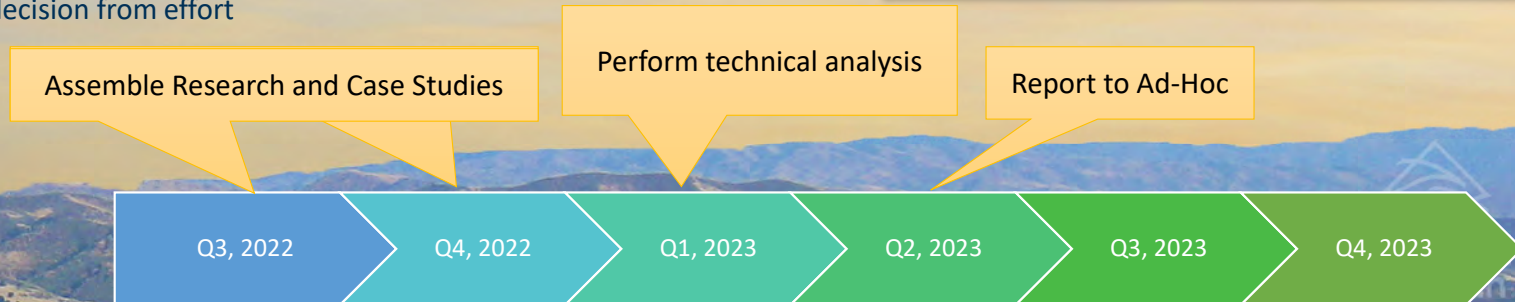 decision from effort
Assemble Research and Case Studies
Perform technical analysis
Report to Ad-Hoc
Q3, 2022
Q4, 2022
Q1, 2023
Q2, 2023
Q3, 2023
Q4, 2023